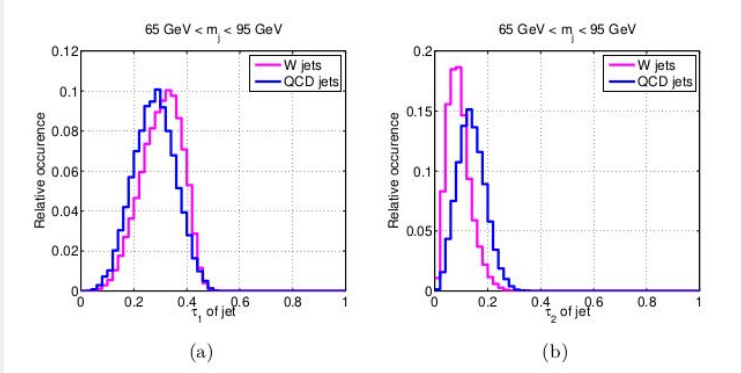 65 GeV < m_j < 95 GeV
Relative occurence
0.12
0.1
0.08
0.06
0.04
0.02
0
W jets
QCD jets
0 0.2 0.4 0.6 0.8 1
τ_1 of jet
(a)
65 GeV < m_j < 95 GeV
Relative occurence
0.2
0.15
0.1
0.05
0
W jets
QCD jets
0 0.2 0.4 0.6 0.8 1
τ_2 of jet
(b)